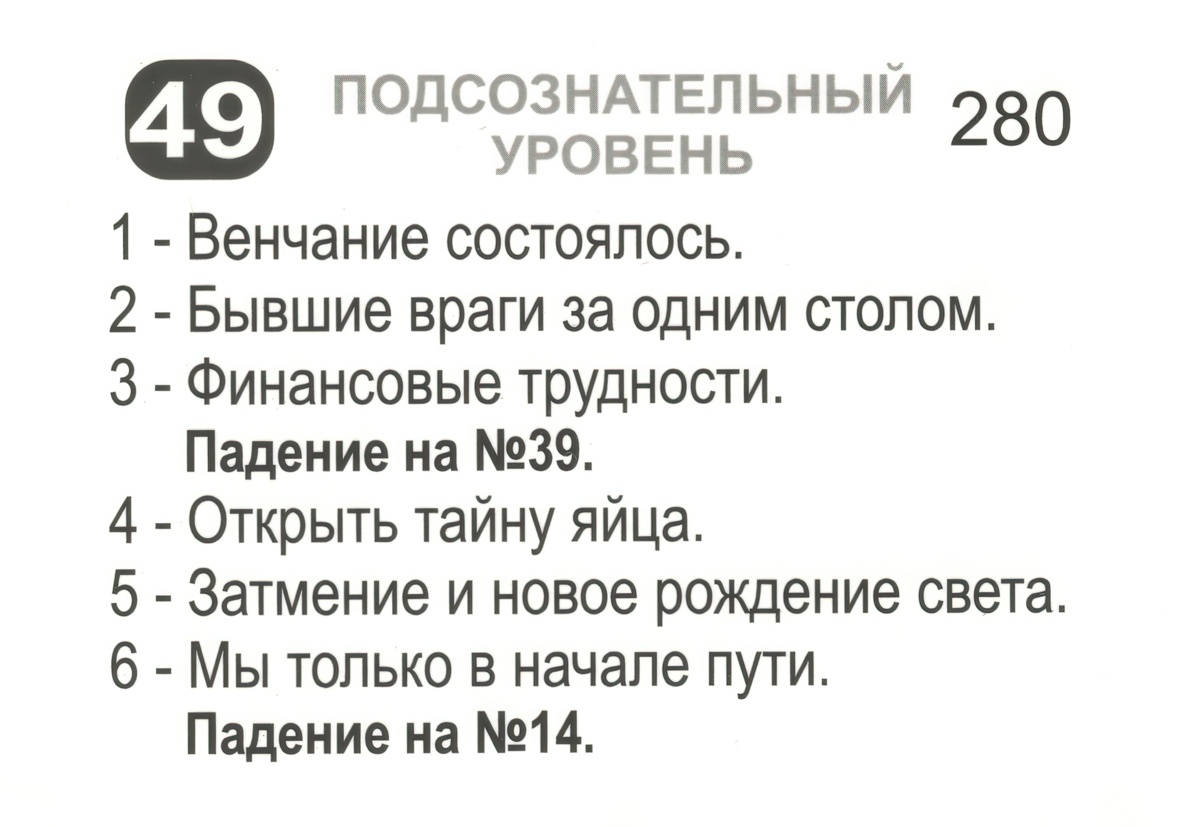 49
ПОДСОЗНАТЕЛЬНЫЙ
УРОВЕНЬ
280
1 - Венчание состоялось.
2 - Бывшие враги за одним столом.
3 - Финансовые трудности.
Падение на №39.
4 - Открыть тайну яйца.
5 - Затмение и новое рождение света.
6 - Мы только в начале пути.
Падение на №14.